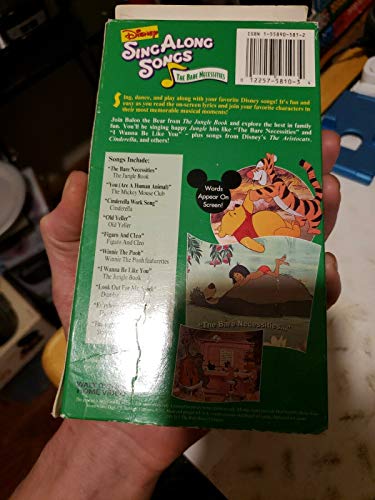 DISNEY
SING ALONG
SONGS
THE BARE NECESSITIES
ISBN 1-55890-581-2
0 12257 5810-3
Sing, dance, and play along with your favorite Disney songs! It's fun and
easy as you read the on-screen lyrics and join your favorite characters in
their most memorable musical moments!
Join Baloo the Bear from The Jungle Book and explore the best in family
fun. You'll be singing happy Jungle hits like "The Bare Necessities" and
"I Wanna Be Like You" – plus songs from Disney's The Aristocats,
Cinderella, and others!
Songs Include:
"The Bare Necessities"
The Jungle Book
"You (Are A Human Animal)"
The Mickey Mouse Club
"Cinderella Work Song"
Cinderella
"Old Yeller"
Old Yeller
"Figaro And Cleo"
Figaro And Cleo
"Winnie The Pooh"
Winnie The Pooh featurettes
"I Wanna Be Like You"
The Jungle Book
"Look Out For
Words
Appear On
Screen!
"The Bare Necessities..."
WALT
HOME VIDEO